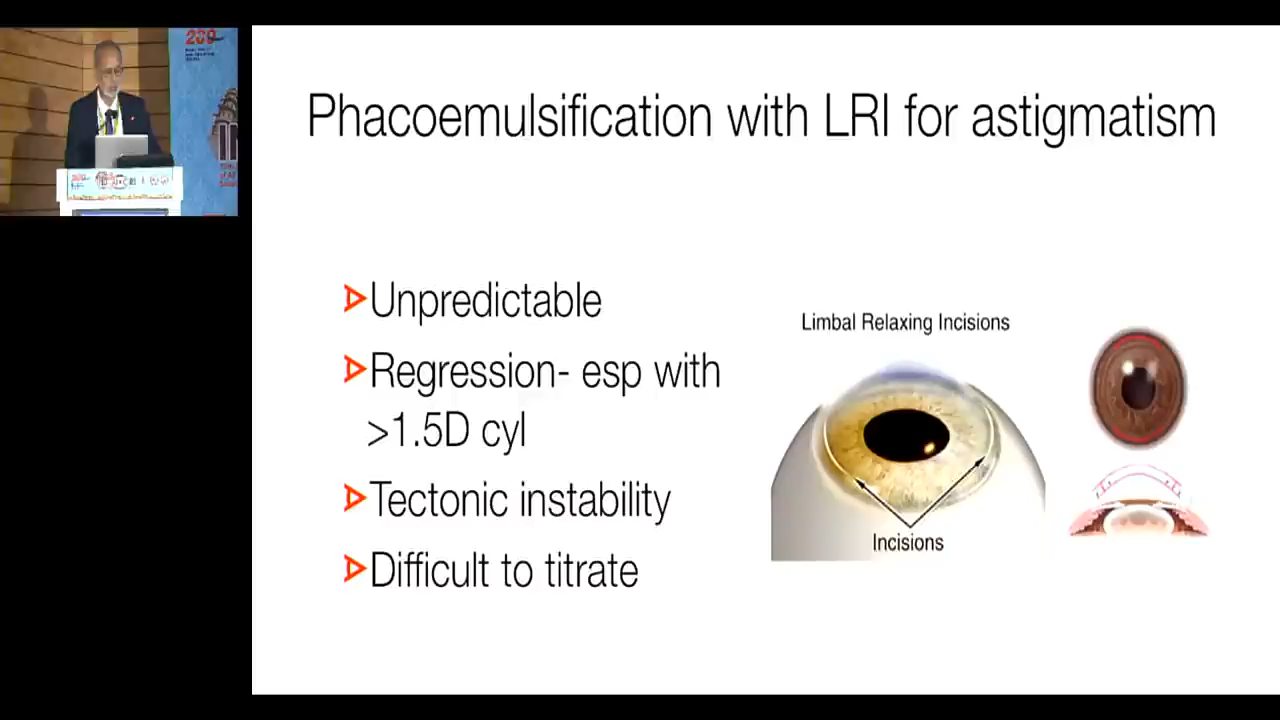 Phacoemulsification with LRI for astigmatism
Unpredictable
Regression- esp with
>1.5D cyl
Tectonic instability
Difficult to titrate
Limbal Relaxing Incisions
Incisions